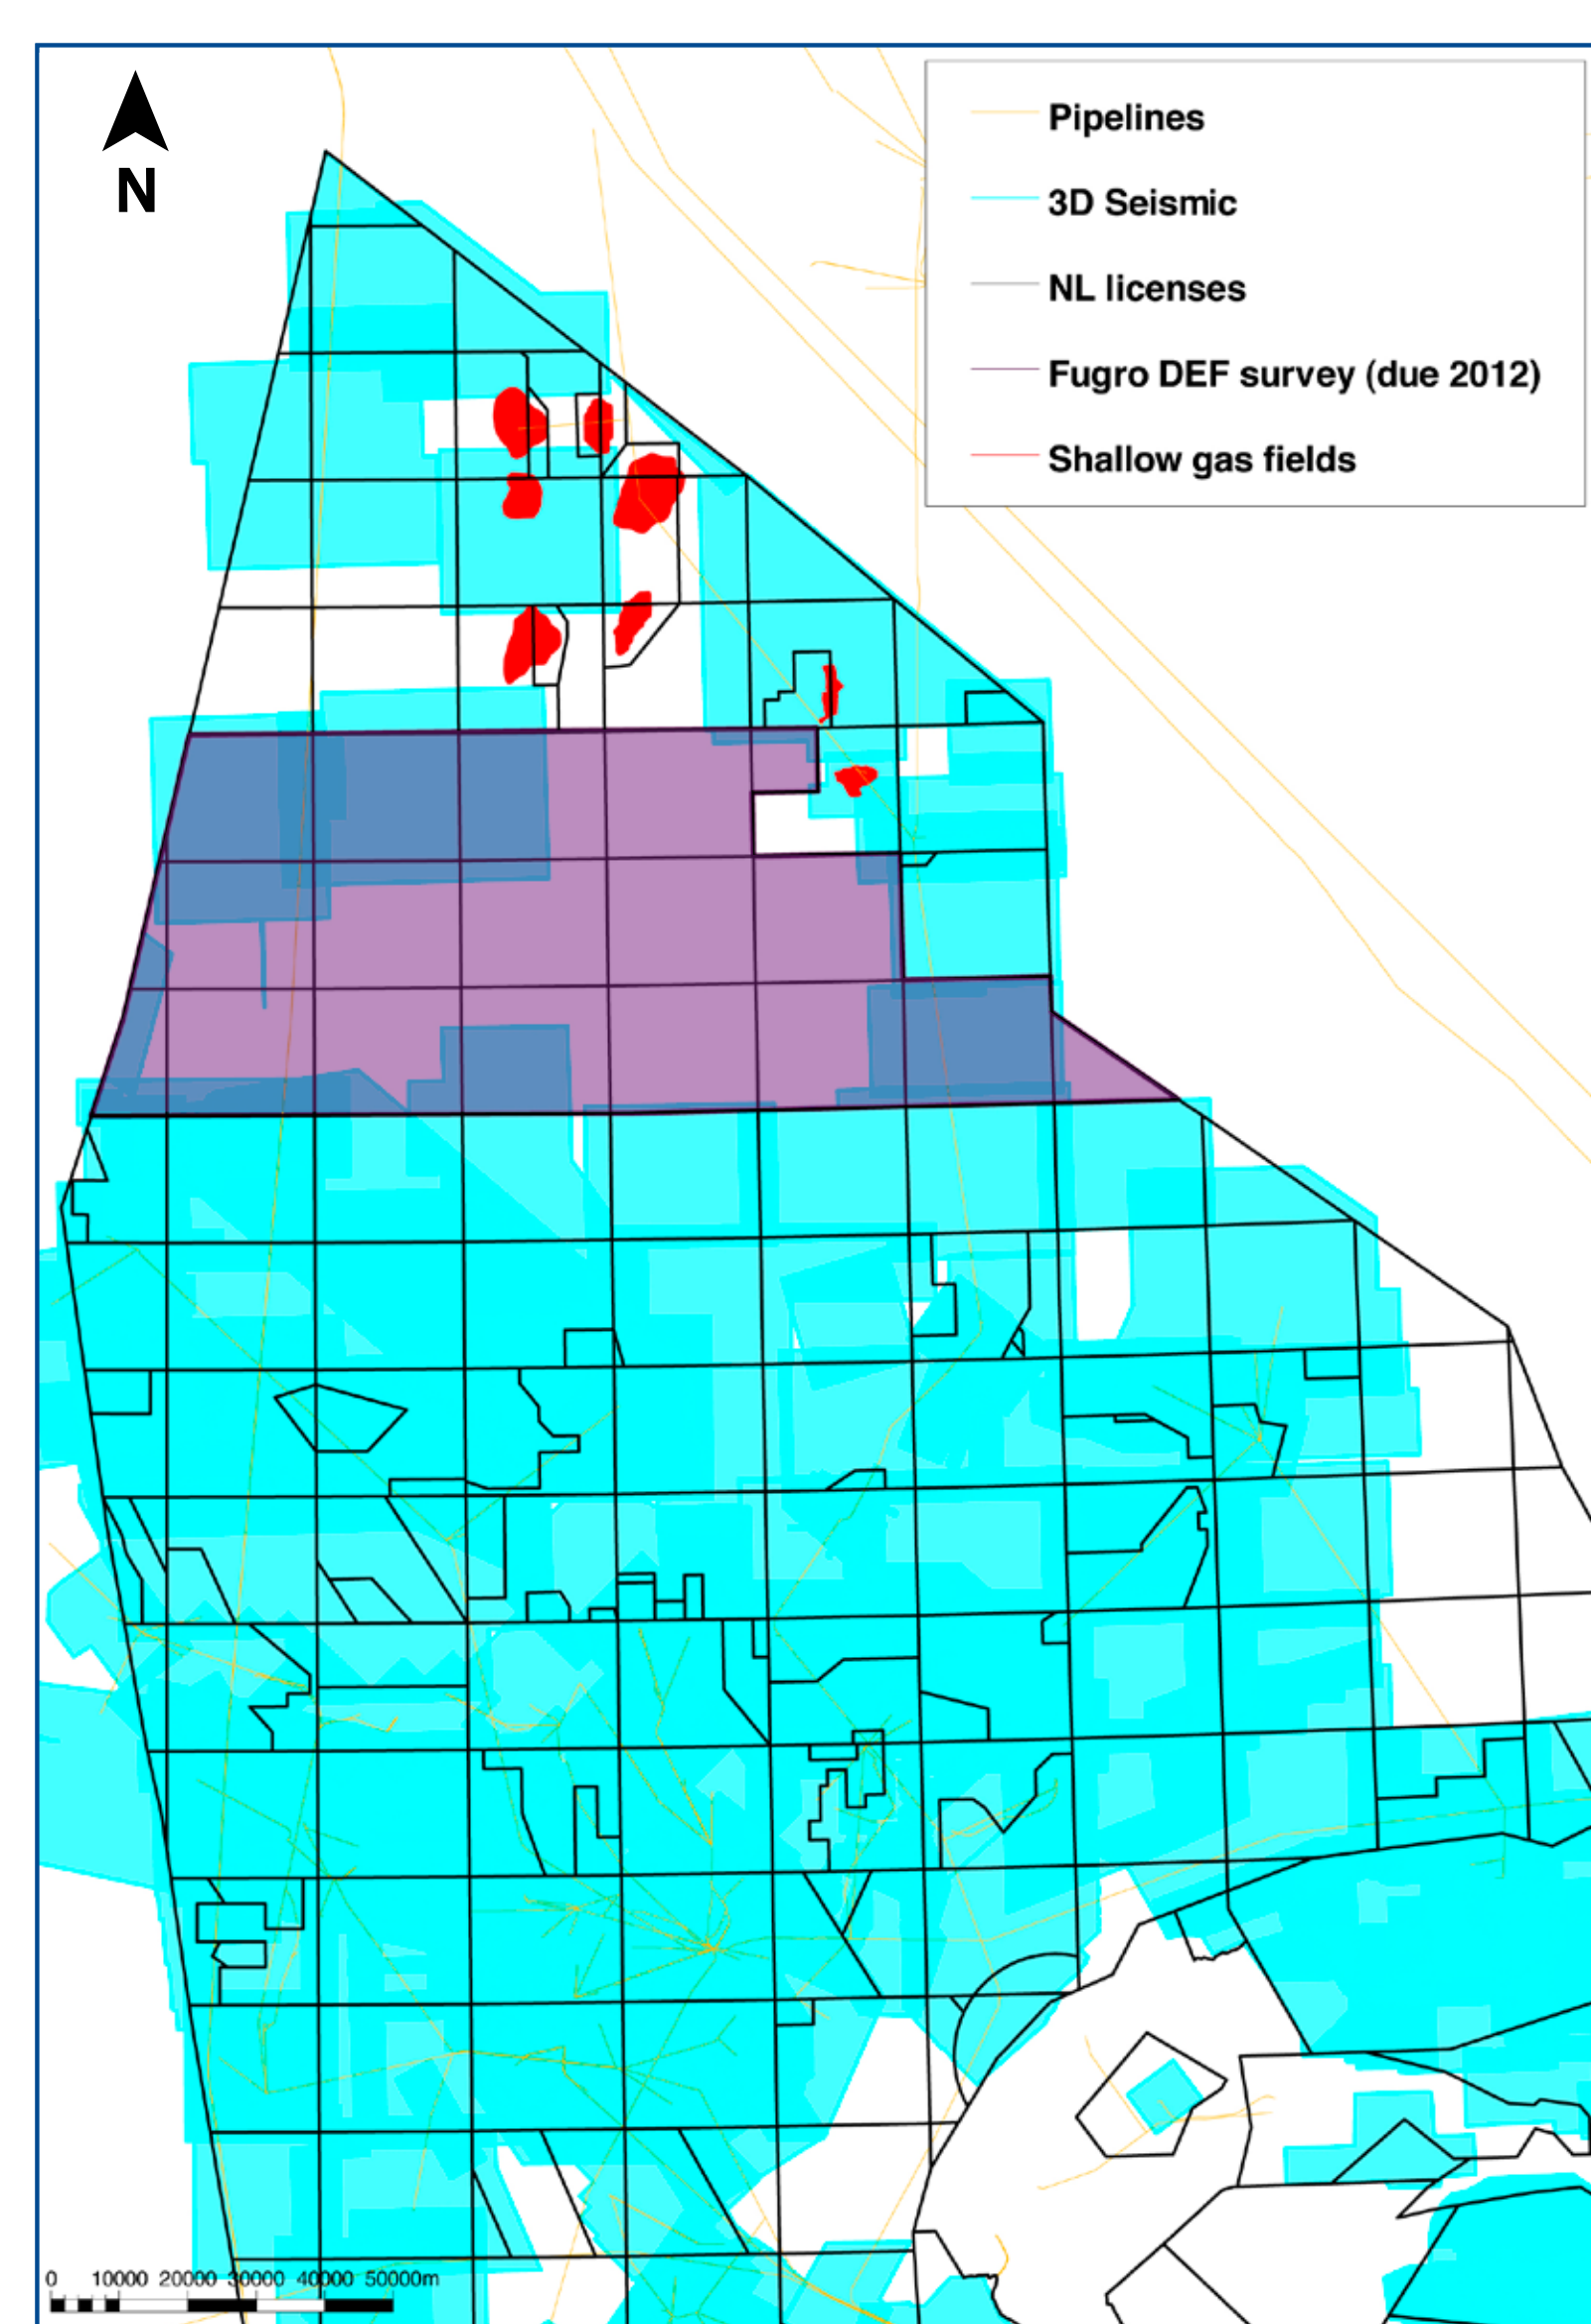 N
Pipelines
3D Seismic
NL licenses
Fugro DEF survey (due 2012)
Shallow gas fields
0 10000 20000 30000 40000 50000m